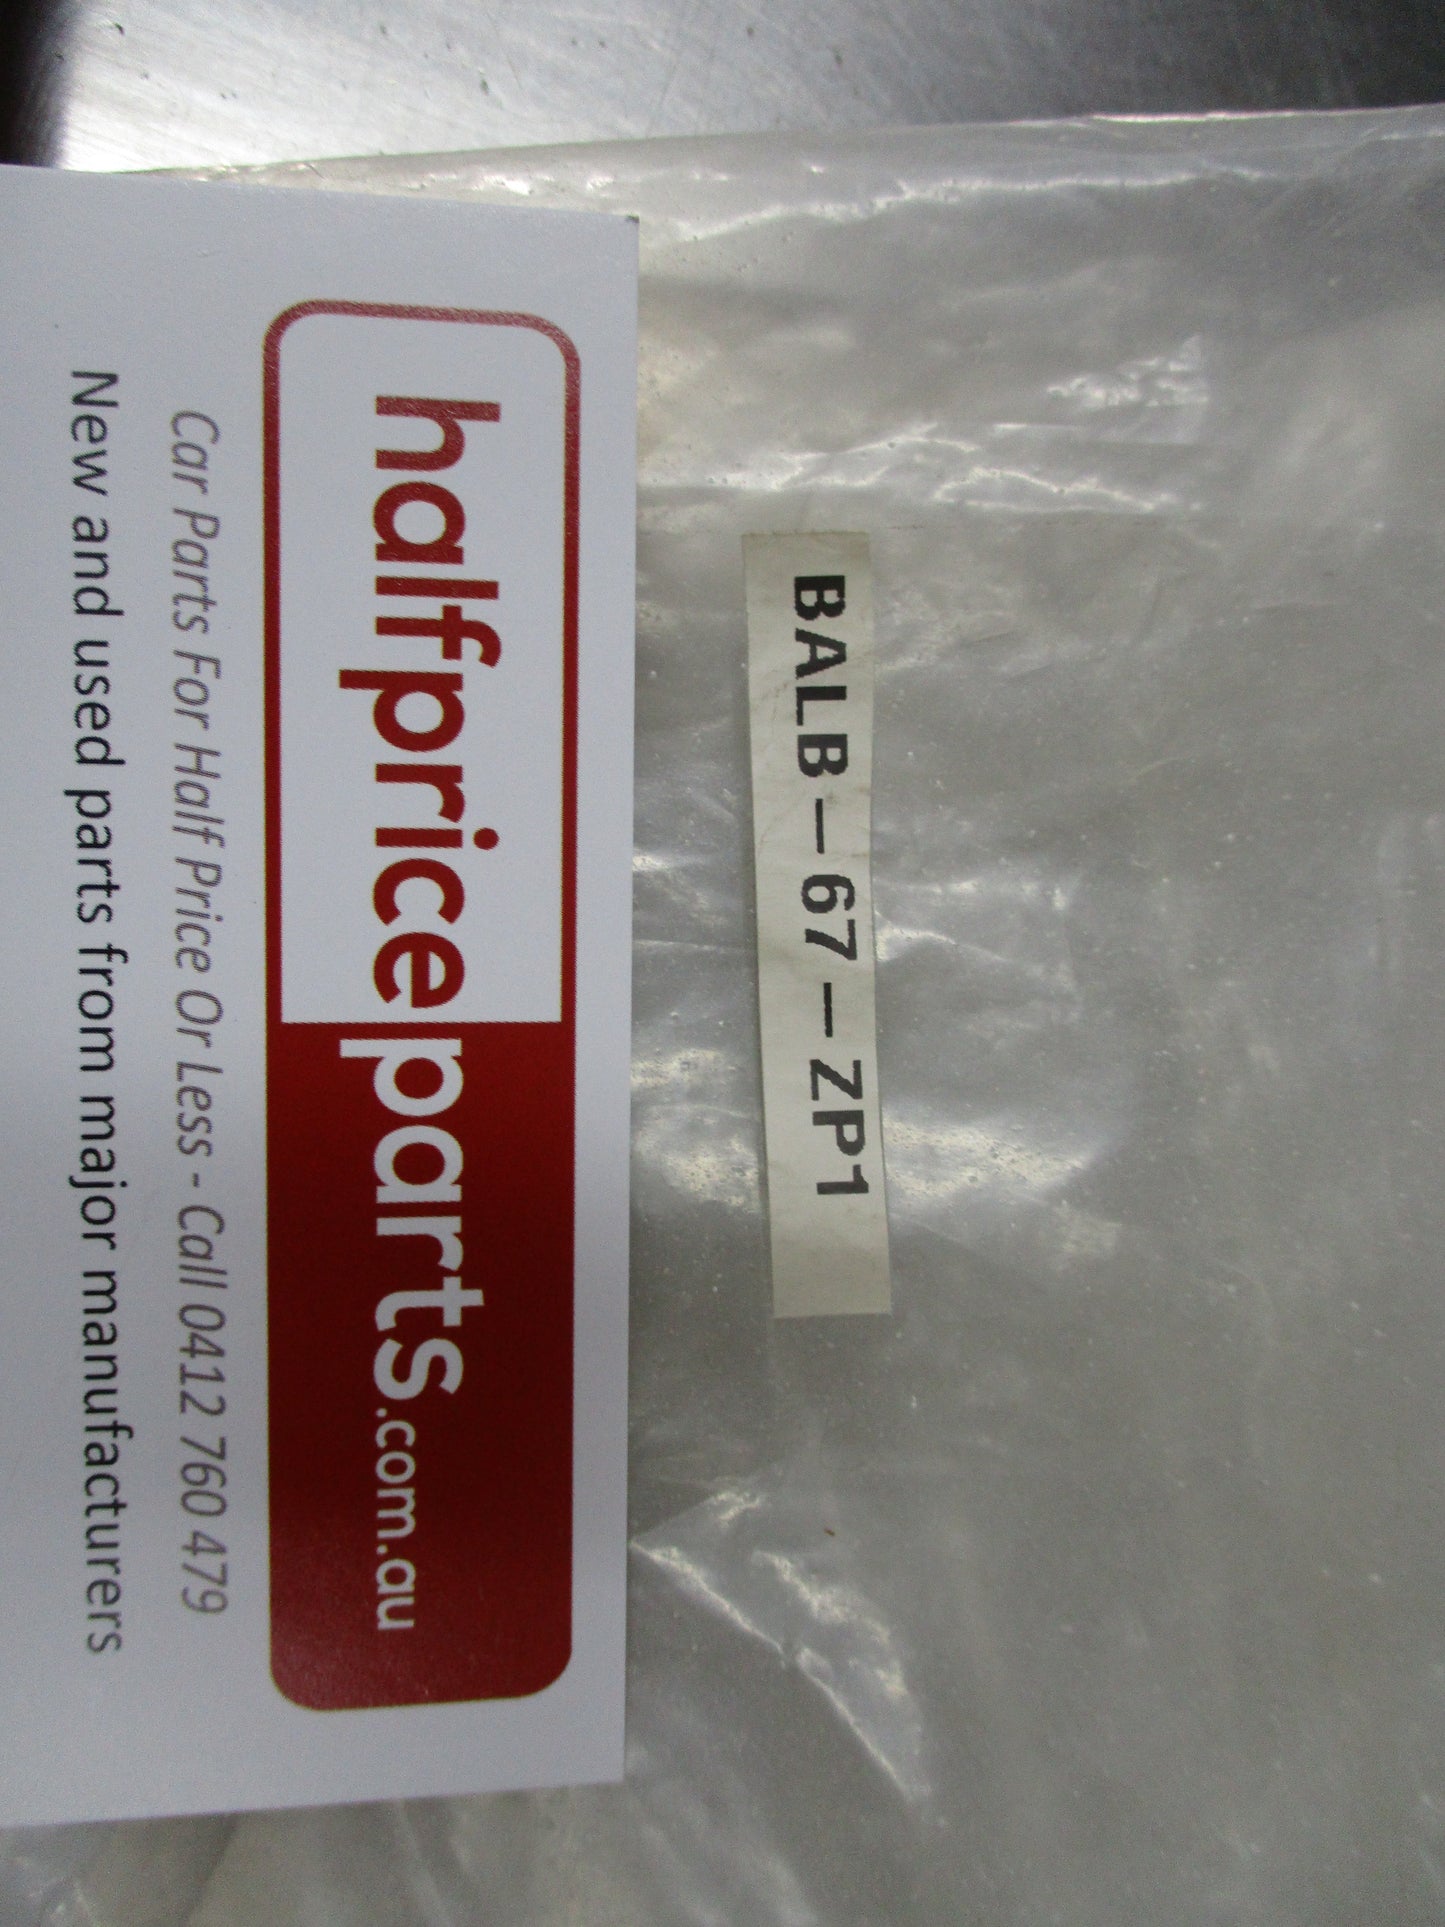 BALB-67-ZP1
halfpriceparts.com.au
Car Parts For Half Price Or Less - Call 0412 760 479
New and used parts from major manufacturers